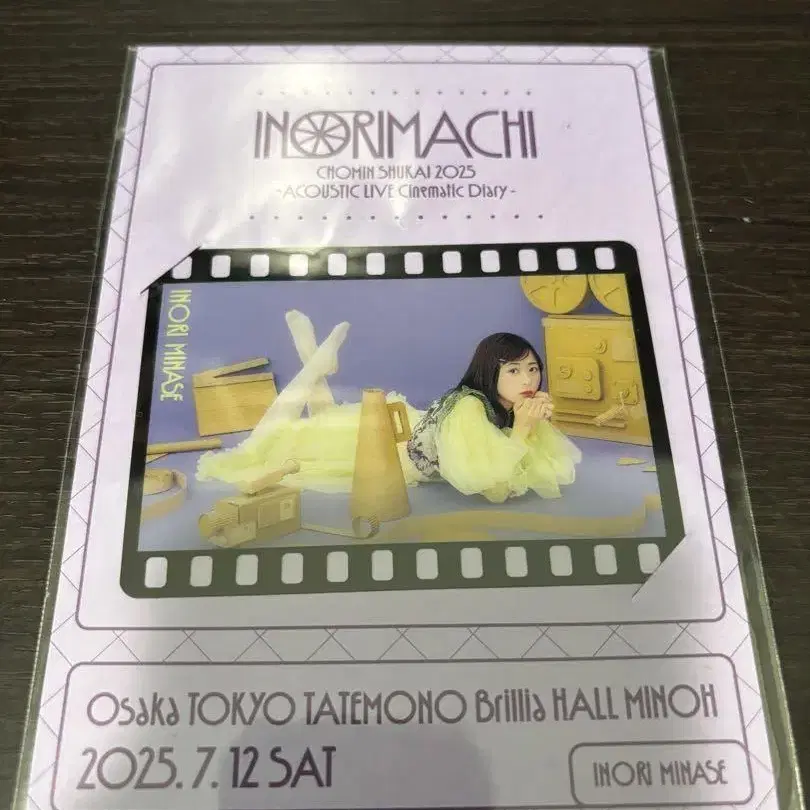 INORIMACHI
CHOMIN SHUKAI 2025
-ACOUSTIC LIVE Cinematic Diary-
INORI MINASE
Osaka TOKYO TATEMONO Brillia HALL MINOH
2025.7.12 SAT
INORI MINASE